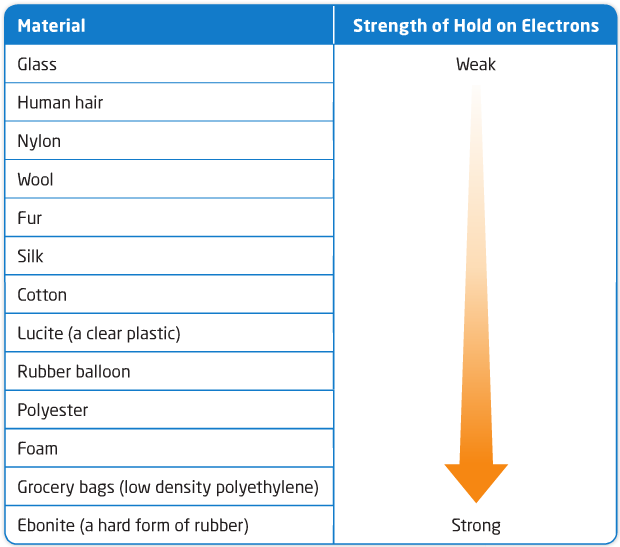 Material Strength of Hold on Electrons
Glass Weak
Human hair
Nylon
Wool
Fur
Silk
Cotton
Lucite (a clear plastic)
Rubber balloon
Polyester
Foam
Grocery bags (low density polyethylene)
Ebonite (a hard form of rubber) Strong